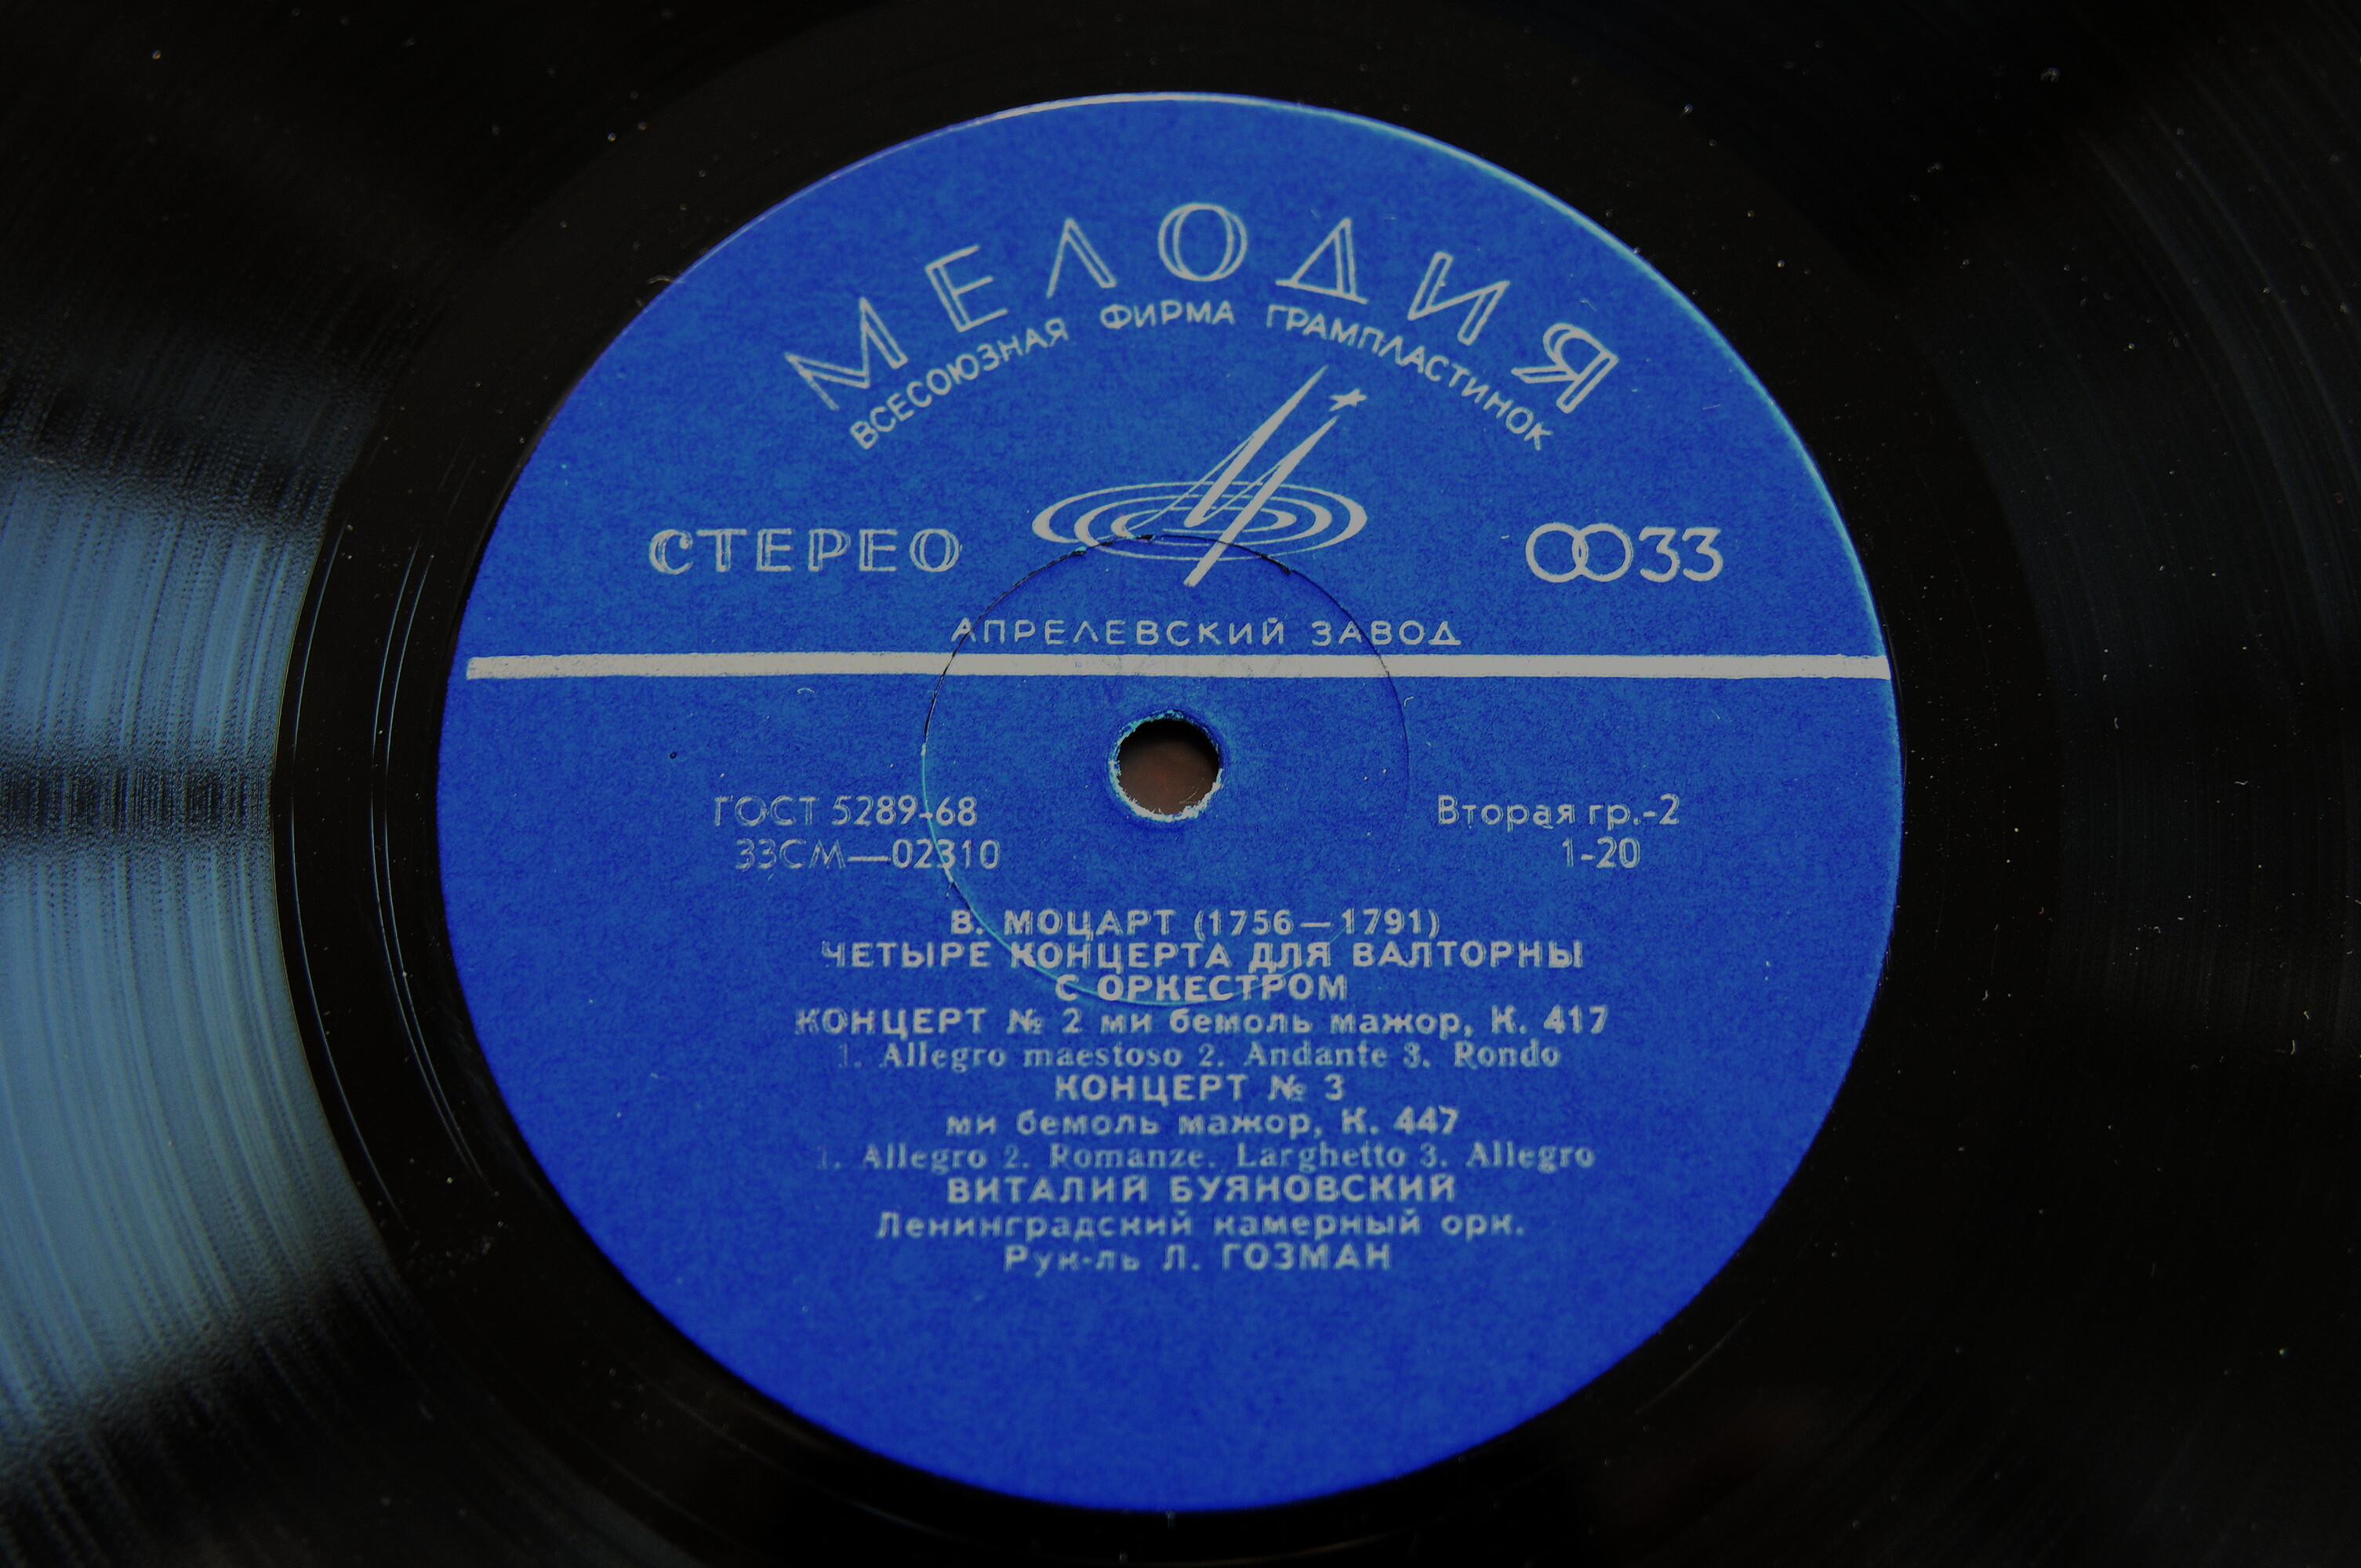 МЕЛОДИЯ
ВСЕСОЮЗНАЯ ФИРМА ГРАМПЛАСТИНОК
СТЕРЕО
33
АПРЕЛЕВСКИЙ ЗАВОД
ГОСТ 5289-68
Вторая гр.-2
33СМ—02310
1-20
В. МОЦАРТ (1756—1791)
ЧЕТЫРЕ КОНЦЕРТА ДЛЯ ВАЛТОРНЫ
С ОРКЕСТРОМ
КОНЦЕРТ № 2 ми бемоль мажор, К. 417
1. Allegro maestoso 2. Andante 3. Rondo
КОНЦЕРТ № 3
ми бемоль мажор, К. 447
1. Allegro 2. Romanze. Larghetto 3. Allegro
ВИТАЛИЙ БУЯНОВСКИЙ
Ленинградский камерный орк.
Рук-ль Л. ГОЗМАН